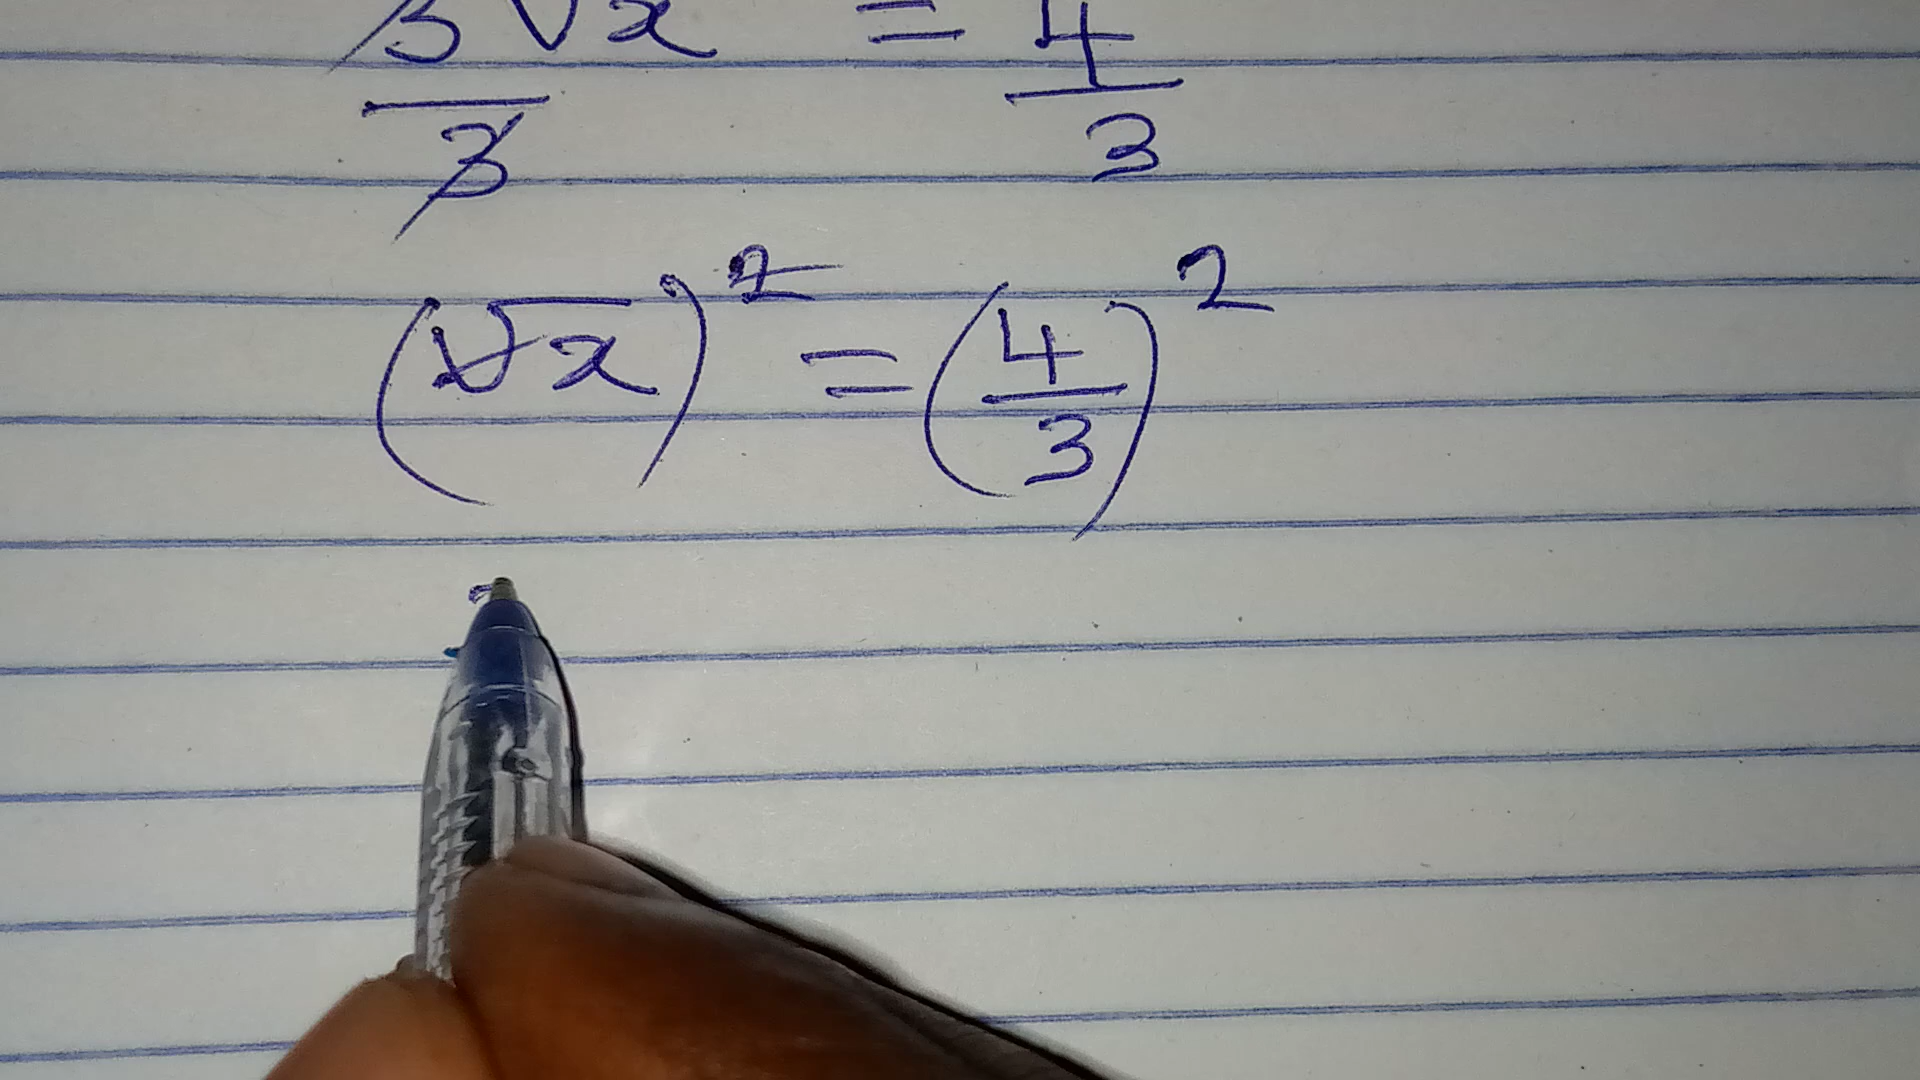 3√x/3 = 4/3
(√x)² = (4/3)²